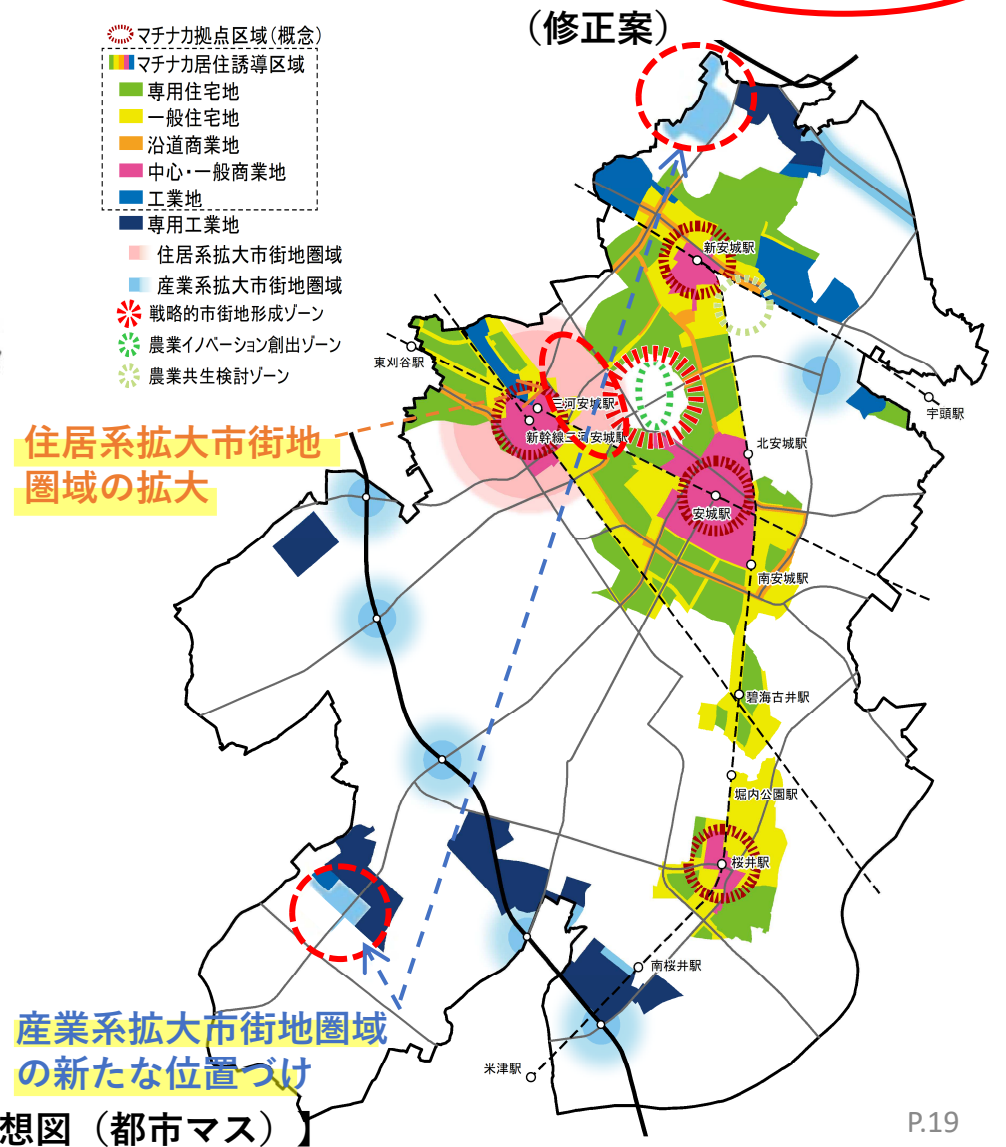 (修正案)
マチナカ拠点区域(概念)
マチナカ居住誘導区域
専用住宅地
一般住宅地
沿道商業地
中心・一般商業地
工業地
専用工業地
住居系拡大市街地圏域
産業系拡大市街地圏域
戦略的市街地形成ゾーン
農業イノベーション創出ゾーン
農業共生検討ゾーン
新安城駅
東刈谷駅
三河安城駅
新幹線三河安城駅
宇頭駅
北安城駅
住居系拡大市街地
圏域の拡大
安城駅
南安城駅
碧海古井駅
堀内公園駅
桜井駅
南桜井駅
産業系拡大市街地圏域
の新たな位置づけ
米津駅
想図(都市マス)】
P.19